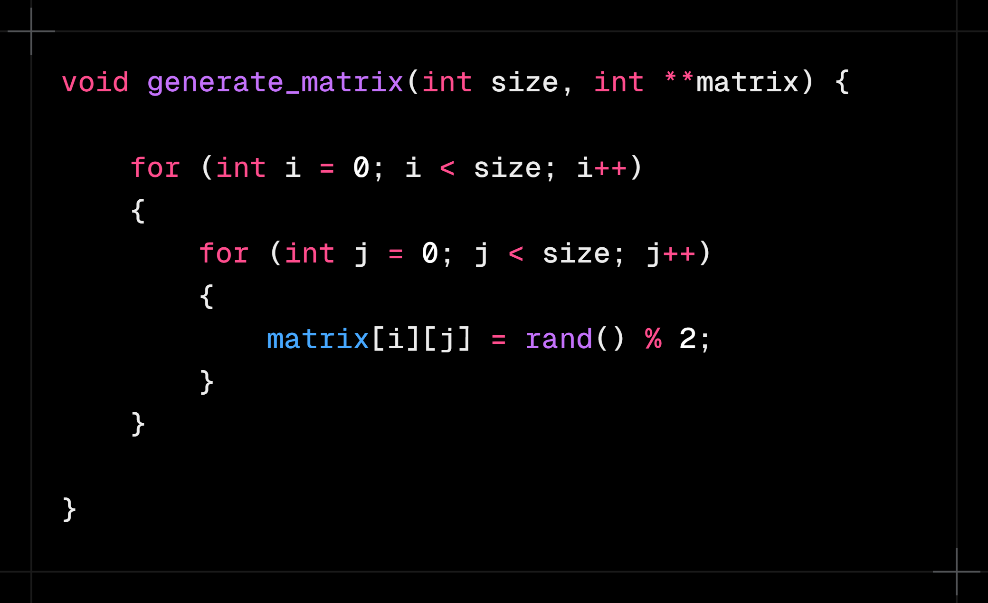 void generate_matrix(int size, int **matrix) {
    for (int i = 0; i < size; i++)
    {
        for (int j = 0; j < size; j++)
        {
            matrix[i][j] = rand() % 2;
        }
    }
}